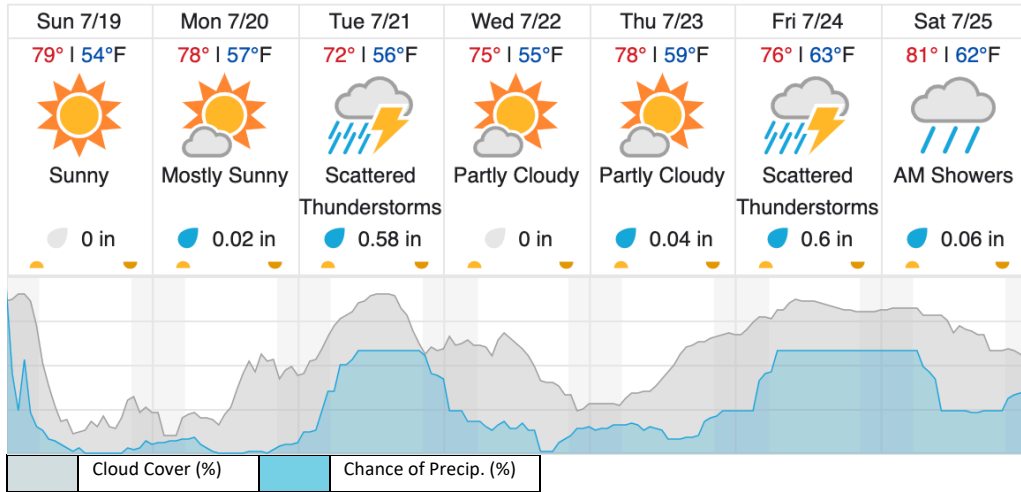 Sun 7/19 Mon 7/20 Tue 7/21 Wed 7/22 Thu 7/23 Fri 7/24 Sat 7/25
79° | 54°F 78° | 57°F 72° | 56°F 75° | 55°F 78° | 59°F 76° | 63°F 81° | 62°F
Sunny Mostly Sunny Scattered Partly Cloudy Partly Cloudy Scattered AM Showers
Thunderstorms Thunderstorms
0 in 0.02 in 0.58 in 0 in 0.04 in 0.6 in 0.06 in
Cloud Cover (%) Chance of Precip. (%)